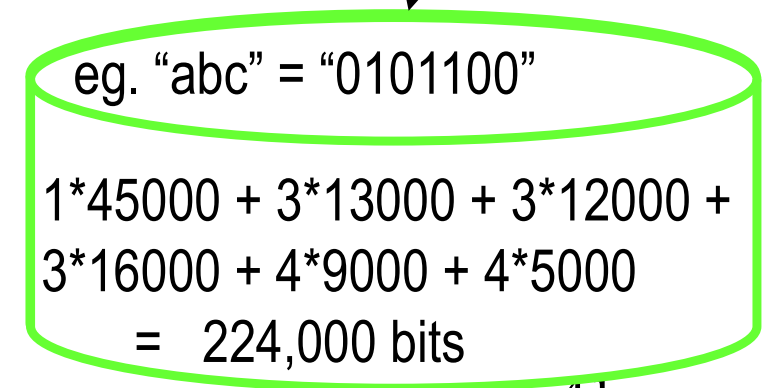 eg. “abc” = “0101100”
1*45000 + 3*13000 + 3*12000 +
3*16000 + 4*9000 + 4*5000
= 224,000 bits